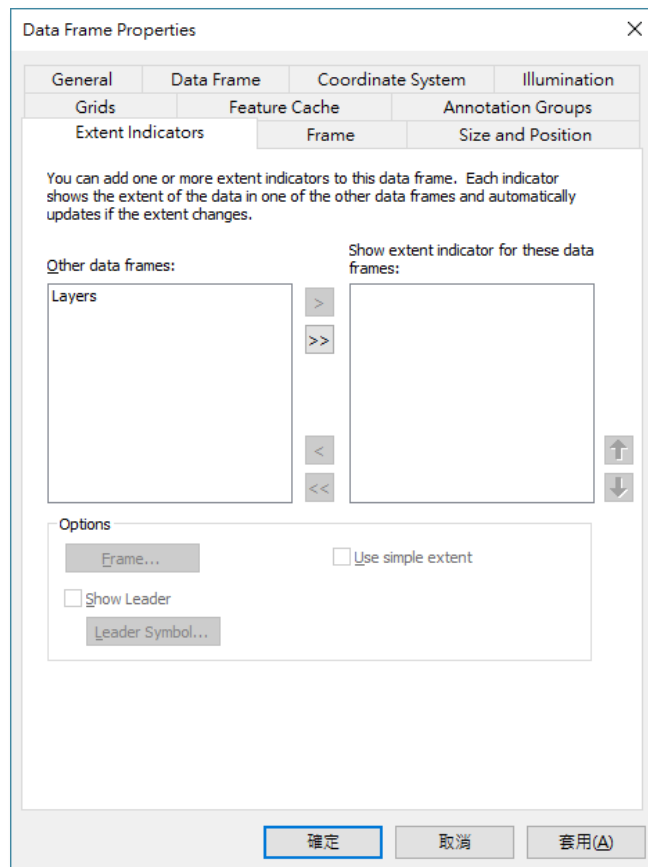 Data Frame Properties
General Data Frame Coordinate System Illumination
Grids Feature Cache Annotation Groups
Extent Indicators Frame Size and Position
You can add one or more extent indicators to this data frame. Each indicator
shows the extent of the data in one of the other data frames and automatically
updates if the extent changes.
Other data frames:
Show extent indicator for these data
frames:
Layers
>
>>
<
<<
Options
Frame...
Use simple extent
Show Leader
Leader Symbol...
確定 取消 套用(A)